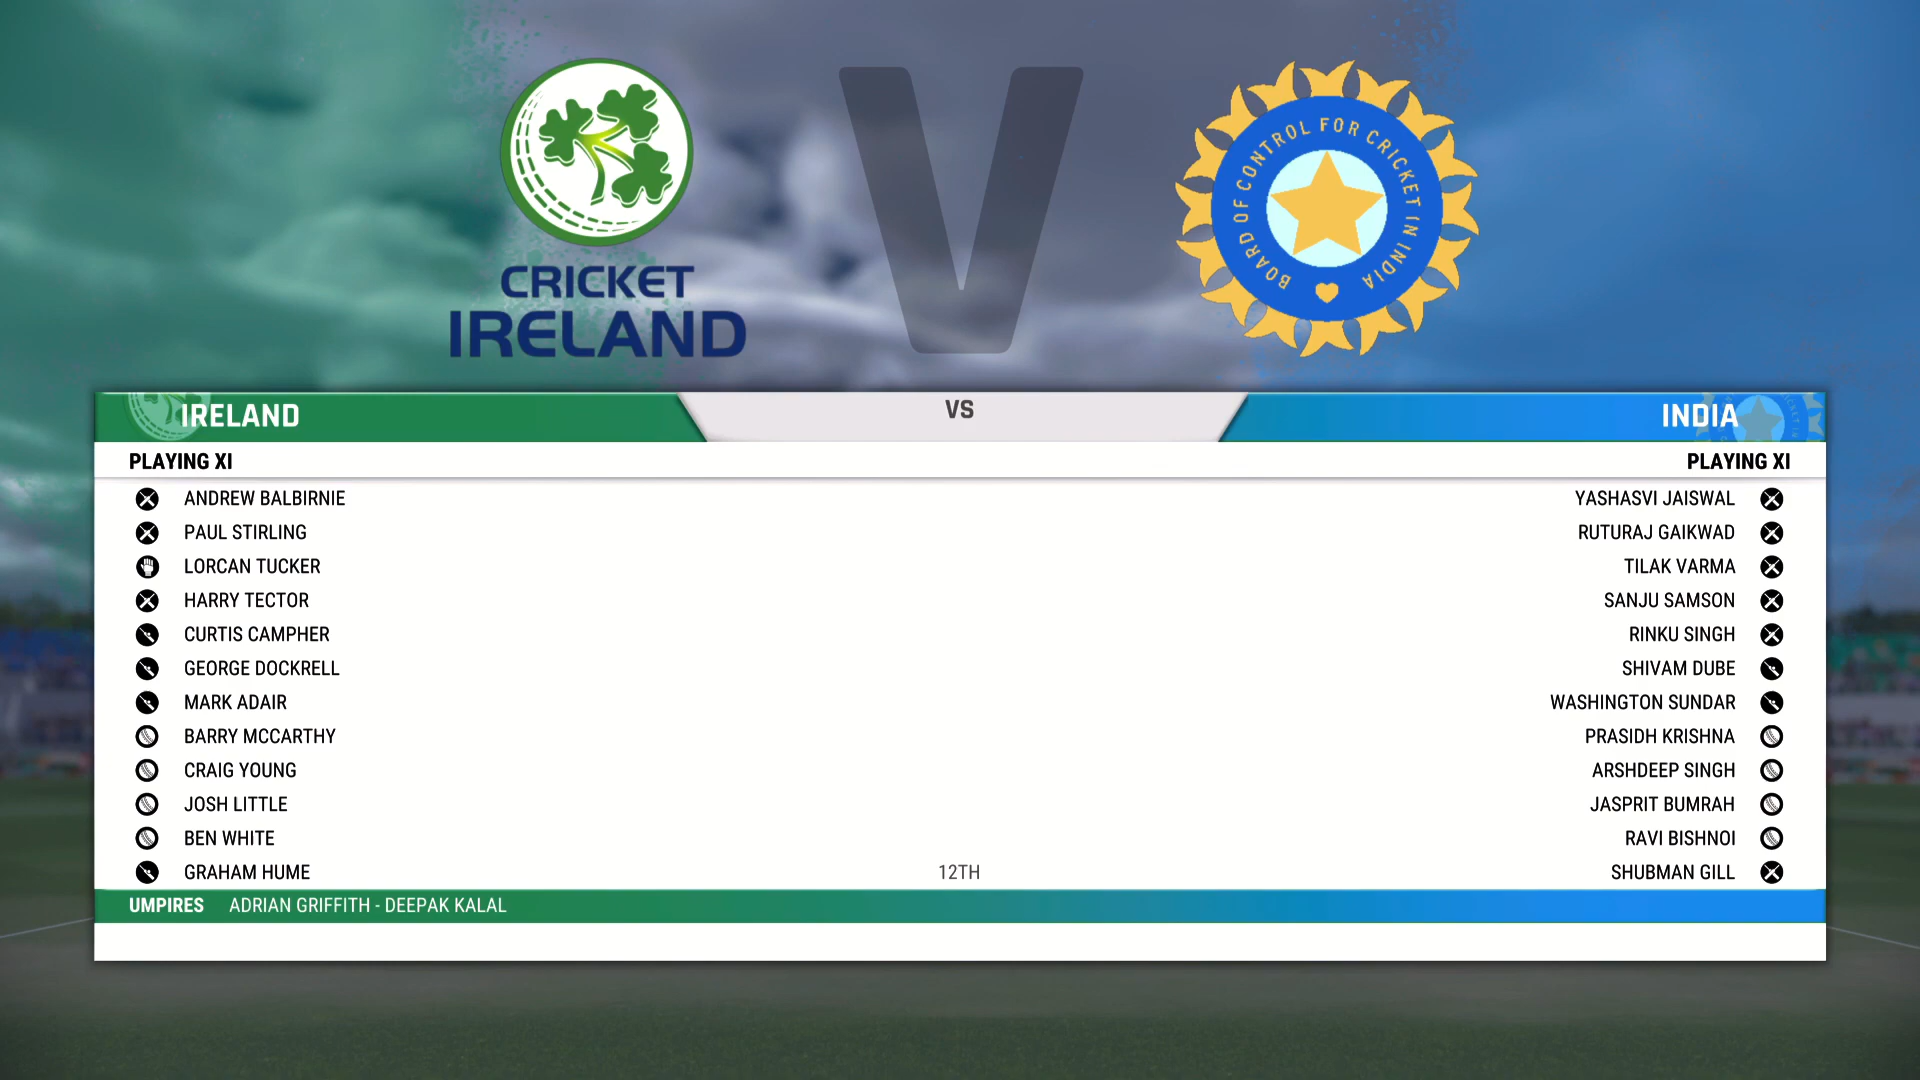 CRICKET
IRELAND
V
BOARD OF CONTROL FOR CRICKET IN INDIA
IRELAND
VS
INDIA
PLAYING XI
PLAYING XI
ANDREW BALBIRNIE
YASHASVI JAISWAL
PAUL STIRLING
RUTURAJ GAIKWAD
LORCAN TUCKER
TILAK VARMA
HARRY TECTOR
SANJU SAMSON
CURTIS CAMPHER
RINKU SINGH
GEORGE DOCKRELL
SHIVAM DUBE
MARK ADAIR
WASHINGTON SUNDAR
BARRY MCCARTHY
PRASIDH KRISHNA
CRAIG YOUNG
ARSHDEEP SINGH
JOSH LITTLE
JASPRIT BUMRAH
BEN WHITE
RAVI BISHNOI
GRAHAM HUME
12TH
SHUBMAN GILL
UMPIRES ADRIAN GRIFFITH - DEEPAK KALAL